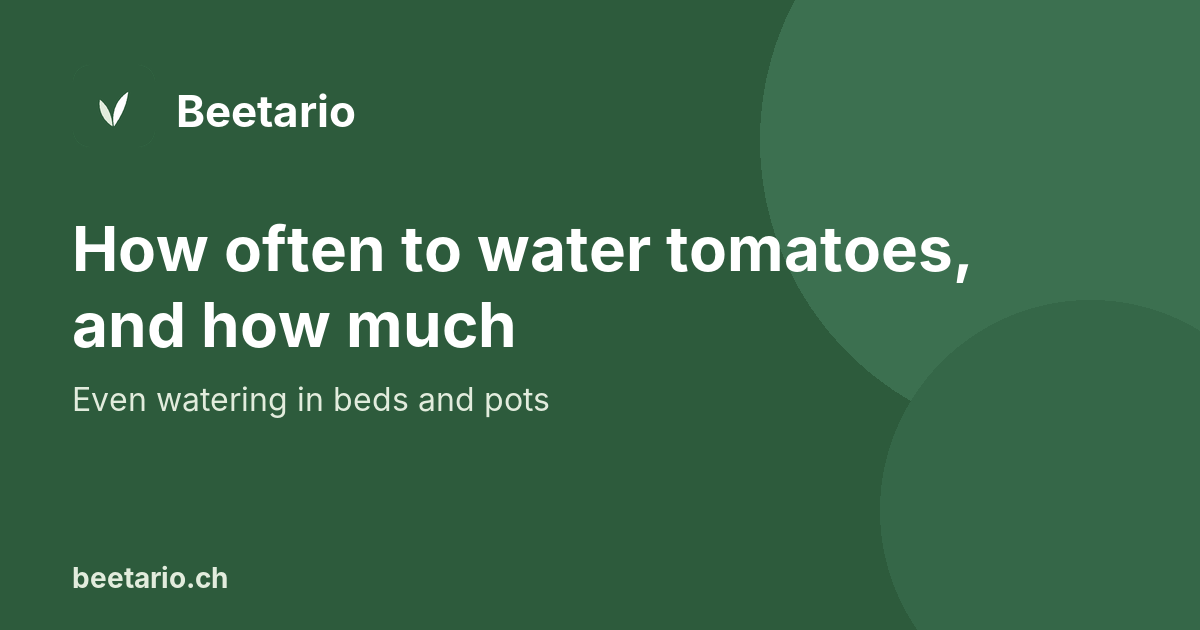 Beetario
How often to water tomatoes,
and how much
Even watering in beds and pots
beetario.ch